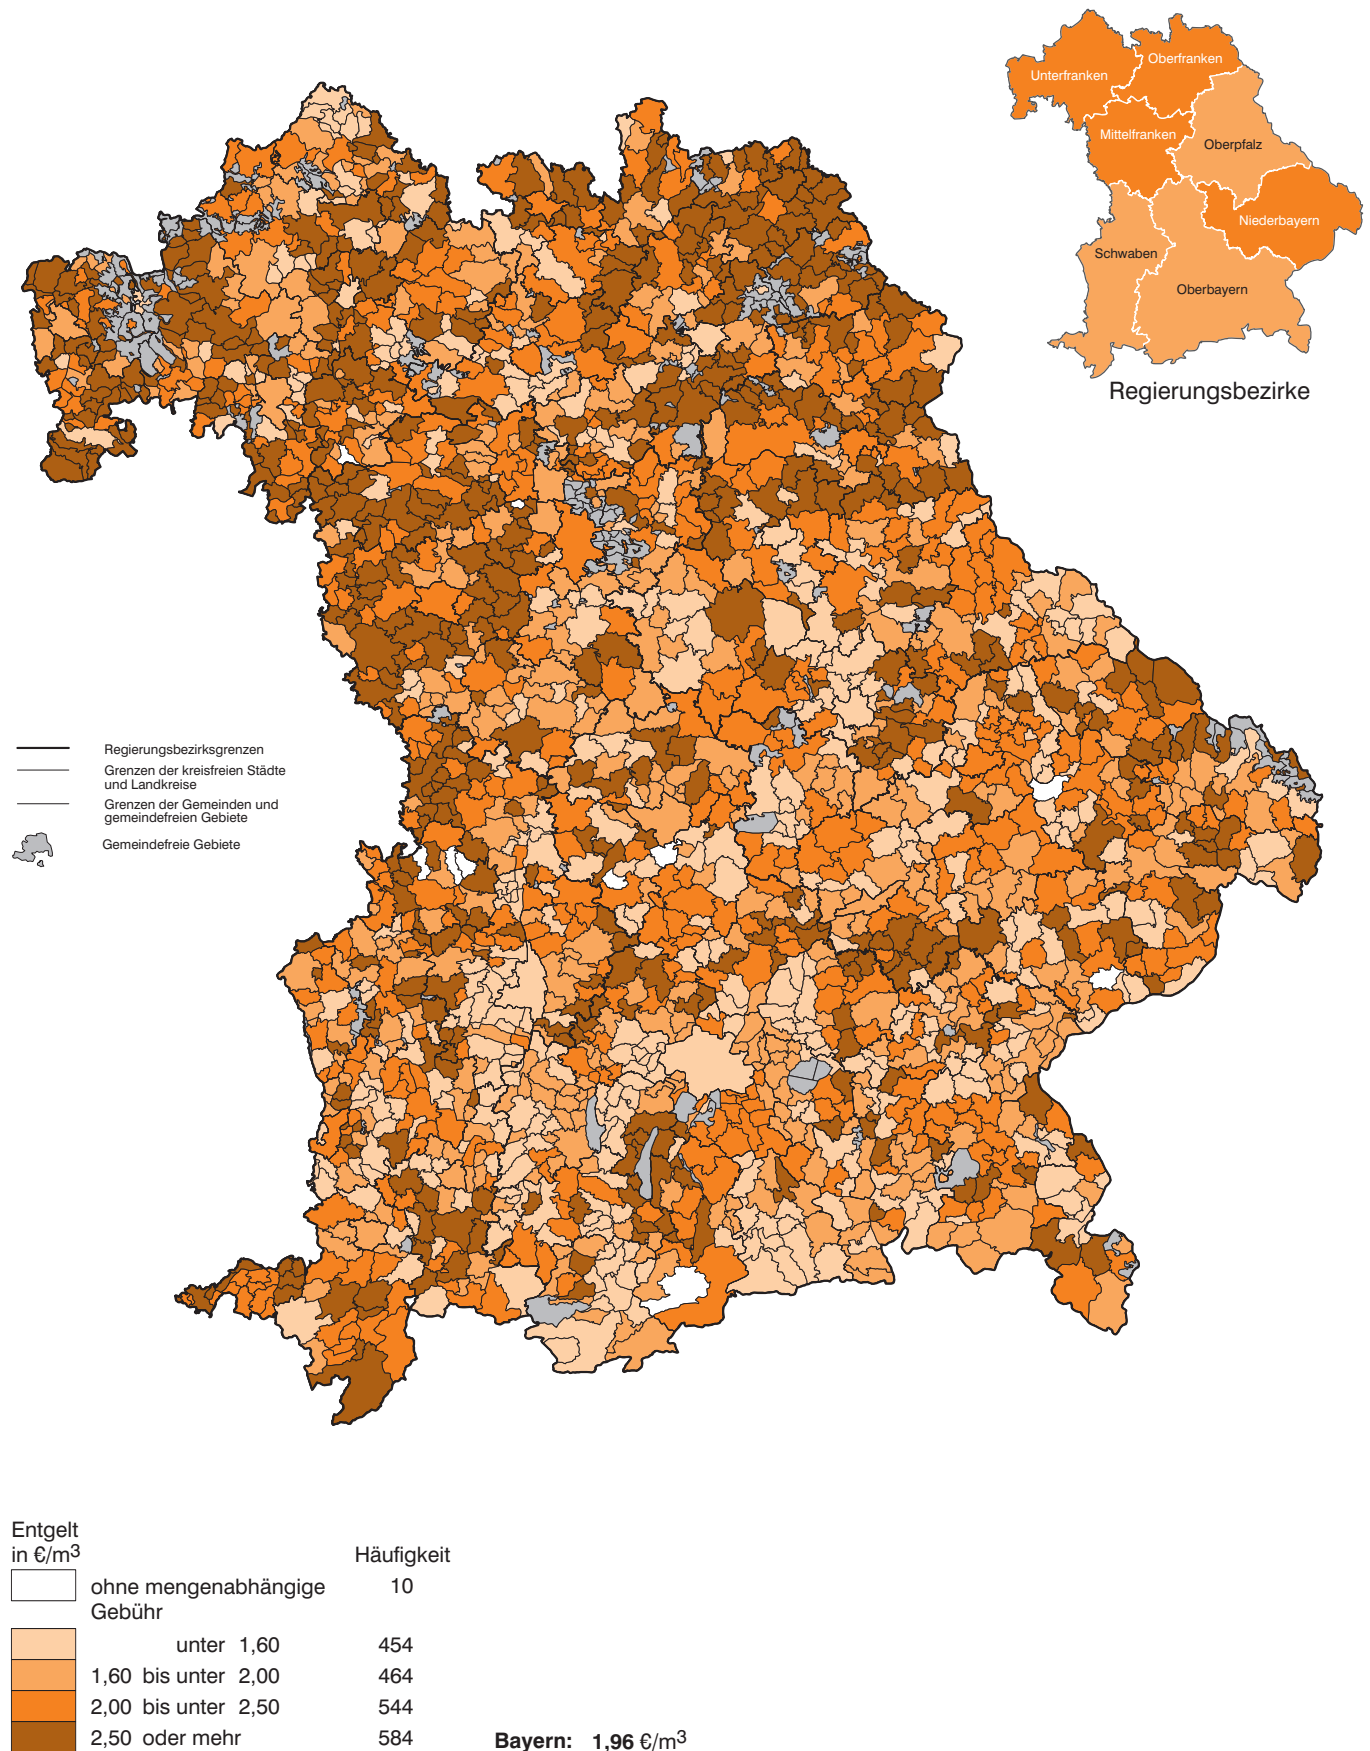 Oberfranken
Unterfranken
Mittelfranken
Oberpfalz
Niederbayern
Schwaben
Oberbayern
Regierungsbezirke
Regierungsbezirksgrenzen
Grenzen der kreisfreien Städte
und Landkreise
Grenzen der Gemeinden und
gemeindefreien Gebiete
Gemeindefreie Gebiete
Entgelt
in €/m³ Häufigkeit
ohne mengenabhängige 10
Gebühr
unter 1,60 454
1,60 bis unter 2,00 464
2,00 bis unter 2,50 544
2,50 oder mehr 584
Bayern: 1,96 €/m³